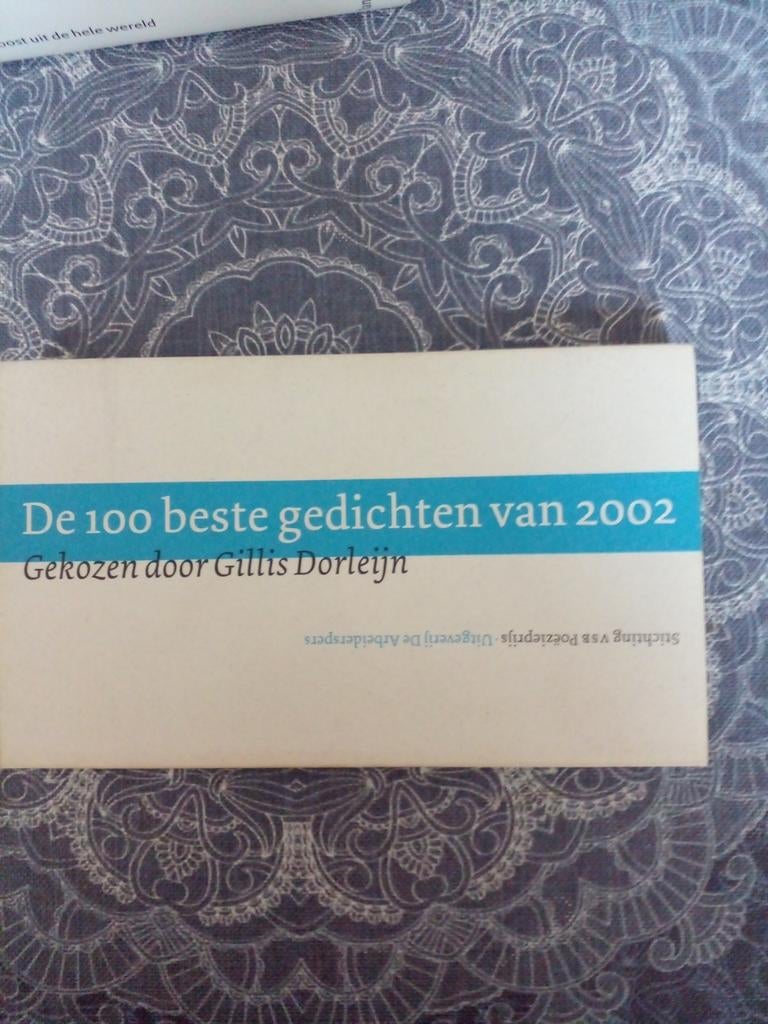 oost uit de hele wereld
De 100 beste gedichten van 2002
Gekozen door Gillis Dorleijn
Stichting VSB Poëzieprijs · Uitgeverij De Arbeiderspers